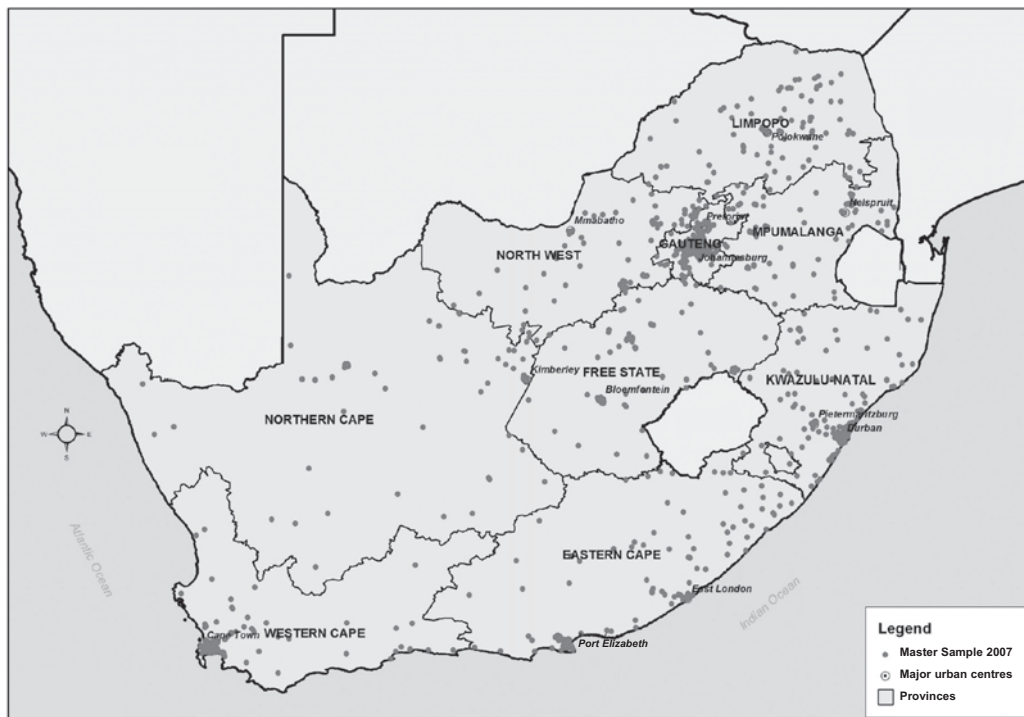 LIMPOPO
Polokwane
Nelspruit
Mmabatho
Pretoria
MPUMALANGA
GAUTENG
NORTH WEST
Johannesburg
Kimberley
FREE STATE
KWAZULU-NATAL
Bloemfontein
NORTHERN CAPE
Pietermaritzburg
Durban
N
W
E
S
Atlantic Ocean
EASTERN CAPE
East London
Indian Ocean
Cape Town
WESTERN CAPE
Port Elizabeth
Legend
Master Sample 2007
Major urban centres
Provinces